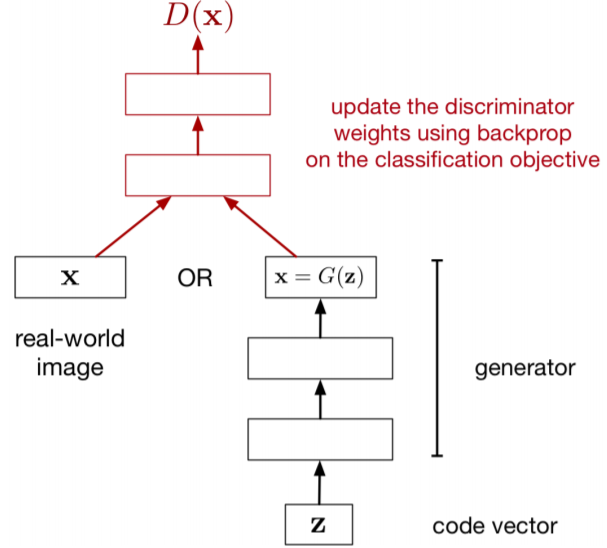 D(x)
update the discriminator
weights using backprop
on the classification objective
x
OR
x = G(z)
real-world
image
generator
z
code vector